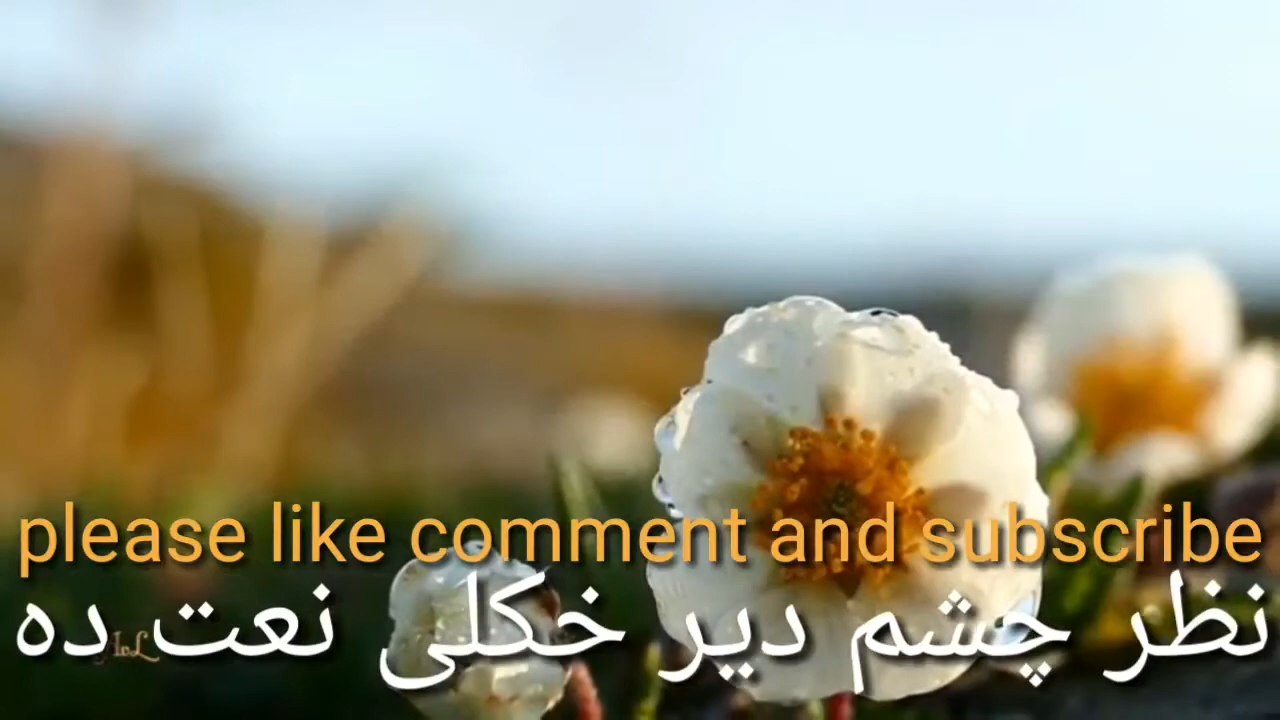 please like comment and subscribe
نظر چشم دیر خکلی نعت ده